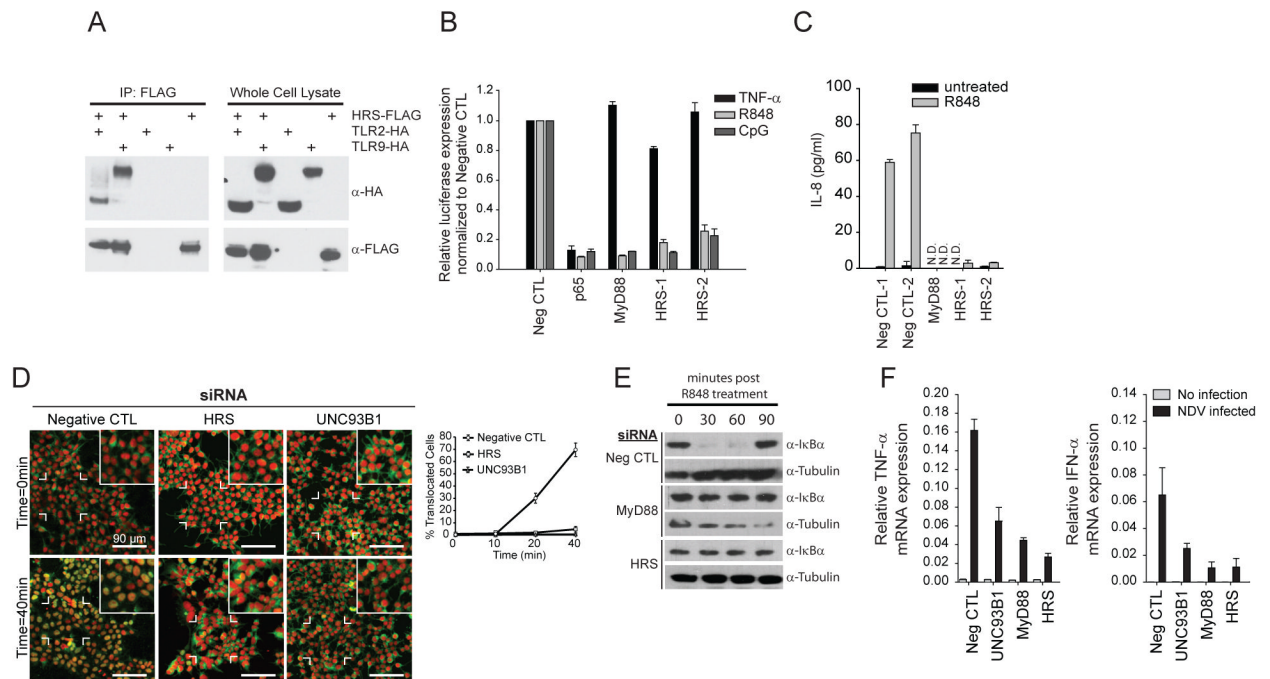 A
IP: FLAG
Whole Cell Lysate
+ + + HRS-FLAG
+ + TLR2-HA
+ + TLR9-HA
α-HA
α-FLAG
B
Relative luciferase expression
normalized to Negative CTL
1.2
1.0
0.8
0.6
0.4
0.2
0.0
TNF-α
R848
CpG
Neg CTL
p65
MyD88
HRS-1
HRS-2
C
IL-8 (pg/ml)
100
80
60
40
20
0
untreated
R848
N.D.
N.D.
N.D.
Neg CTL-1
Neg CTL-2
MyD88
HRS-1
HRS-2
D
siRNA
Negative CTL
HRS
UNC93B1
Time=0min
90 µm
Time=40min
% Translocated Cells
80
70
60
50
40
30
20
10
0
Negative CTL
HRS
UNC93B1
0 10 20 40
Time (min)
E
minutes post
R848 treatment
0 30 60 90
siRNA
Neg CTL
α-IκBα
α-Tubulin
MyD88
α-IκBα
α-Tubulin
HRS
α-IκBα
α-Tubulin
F
Relative TNF-α
mRNA expression
0.20
0.18
0.16
0.14
0.12
0.10
0.08
0.06
0.04
0.02
0.00
Neg CTL
UNC93B1
MyD88
HRS
Relative IFN-α
mRNA expression
0.14
0.12
0.10
0.08
0.06
0.04
0.02
0.00
No infection
NDV infected
Neg CTL
UNC93B1
MyD88
HRS